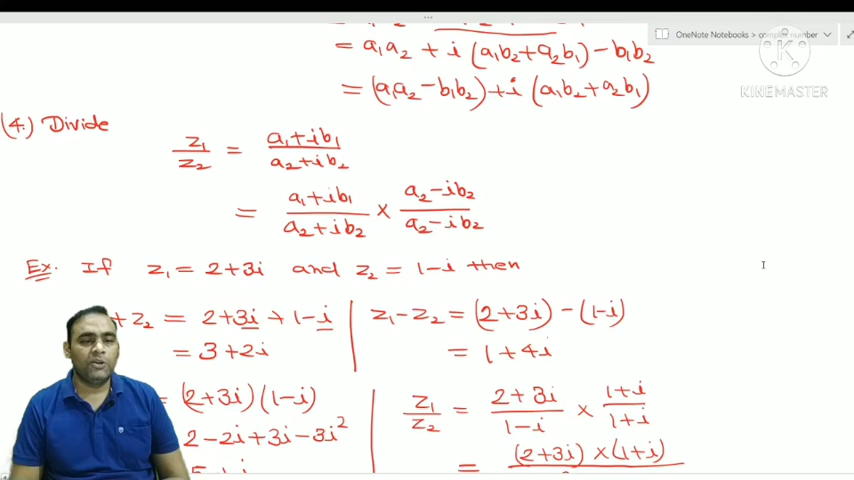 = a₁a₂ + i (a₁b₂+a₂b₁) - b₁b₂
= (a₁a₂ - b₁b₂) + i (a₁b₂+a₂b₁)
OneNote Notebooks > complex number
KINEMASTER
(4.) Divide
z₁/z₂ = (a₁+ib₁)/(a₂+ib₂)
= (a₁+ib₁)/(a₂+ib₂) × (a₂-ib₂)/(a₂-ib₂)
Ex. If z₁ = 2+3i and z₂ = 1-i then
+ z₂ = 2+3i + 1-i
= 3+2i
z₁-z₂ = (2+3i) - (1-i)
= 1+4i
= (2+3i) (1-i)
2-2i+3i-3i²
5+i
z₁/z₂ = (2+3i)/(1-i) × (1+i)/(1+i)
= (2+3i) × (1+i)